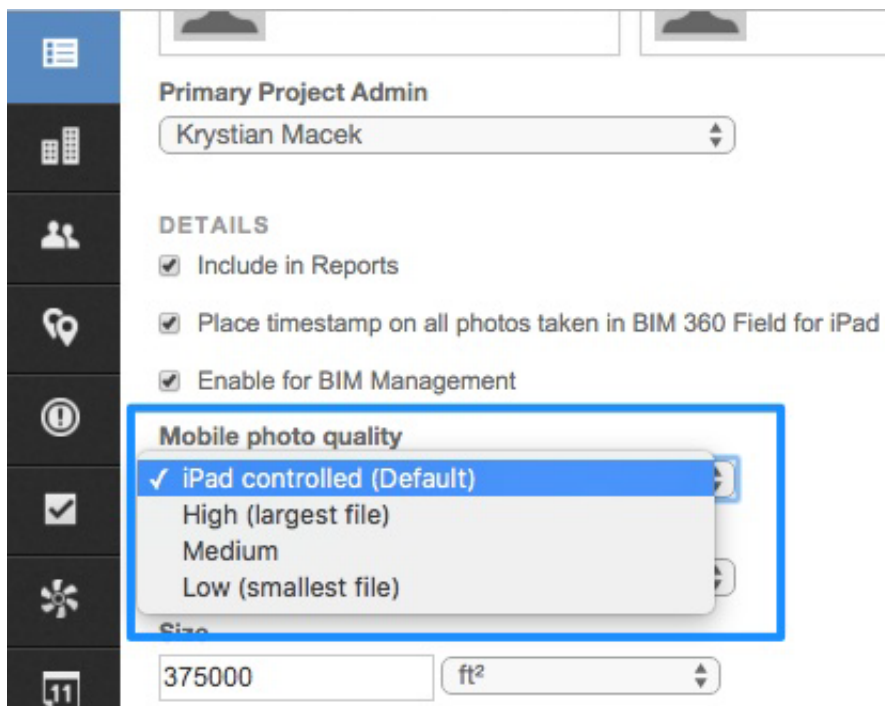 Primary Project Admin
Krystian Macek
DETAILS
Include in Reports
Place timestamp on all photos taken in BIM 360 Field for iPad
Enable for BIM Management
Mobile photo quality
✓ iPad controlled (Default)
High (largest file)
Medium
Low (smallest file)
Size
375000 ft²
11